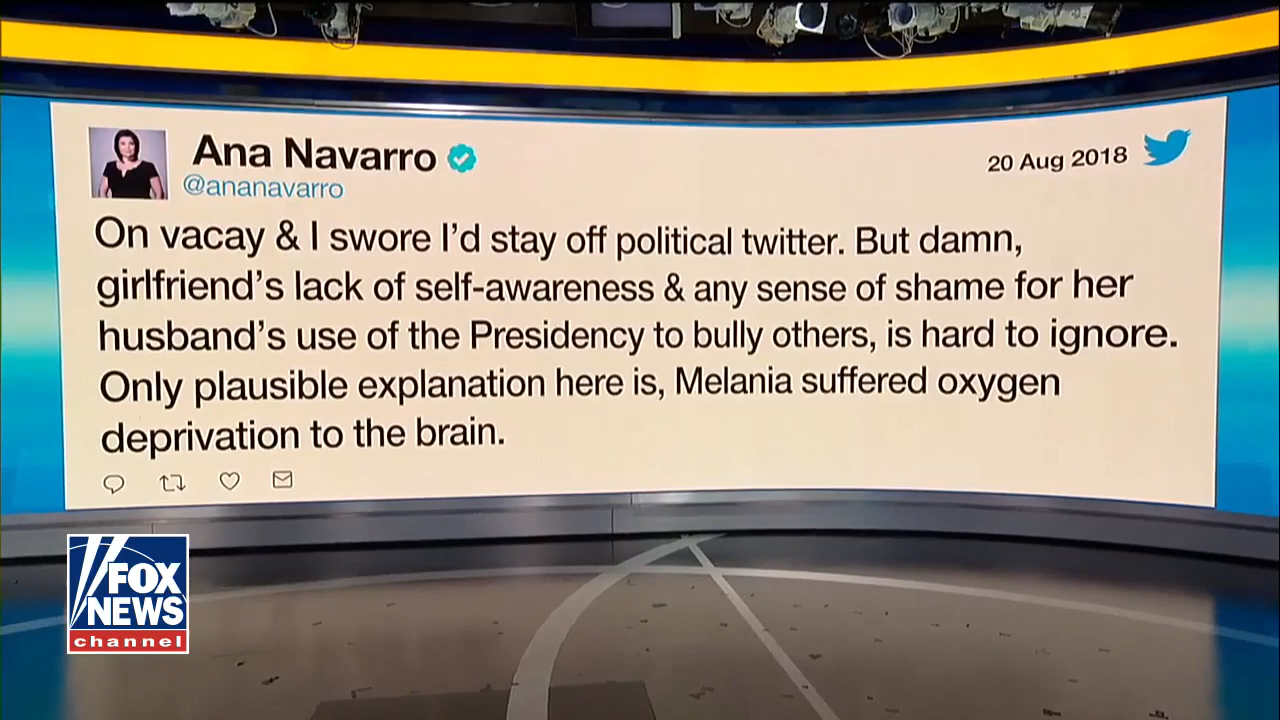 Ana Navarro
@ananavarro
20 Aug 2018
On vacay & I swore I’d stay off political twitter. But damn,
girlfriend’s lack of self-awareness & any sense of shame for her
husband’s use of the Presidency to bully others, is hard to ignore.
Only plausible explanation here is, Melania suffered oxygen
deprivation to the brain.
FOX
NEWS
channel